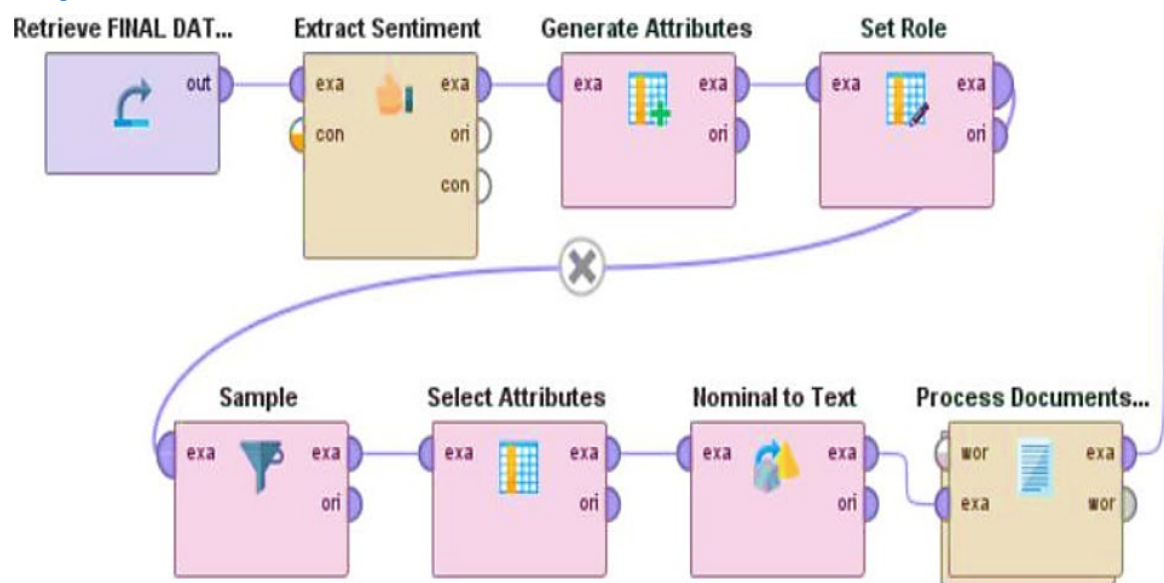 Retrieve FINAL DAT...
Extract Sentiment
Generate Attributes
Set Role
out
exa
exa
con
ori
con
exa
exa
ori
exa
exa
ori
Sample
Select Attributes
Nominal to Text
Process Documents...
exa
exa
ori
exa
exa
ori
exa
exa
ori
wor
exa
exa
wor